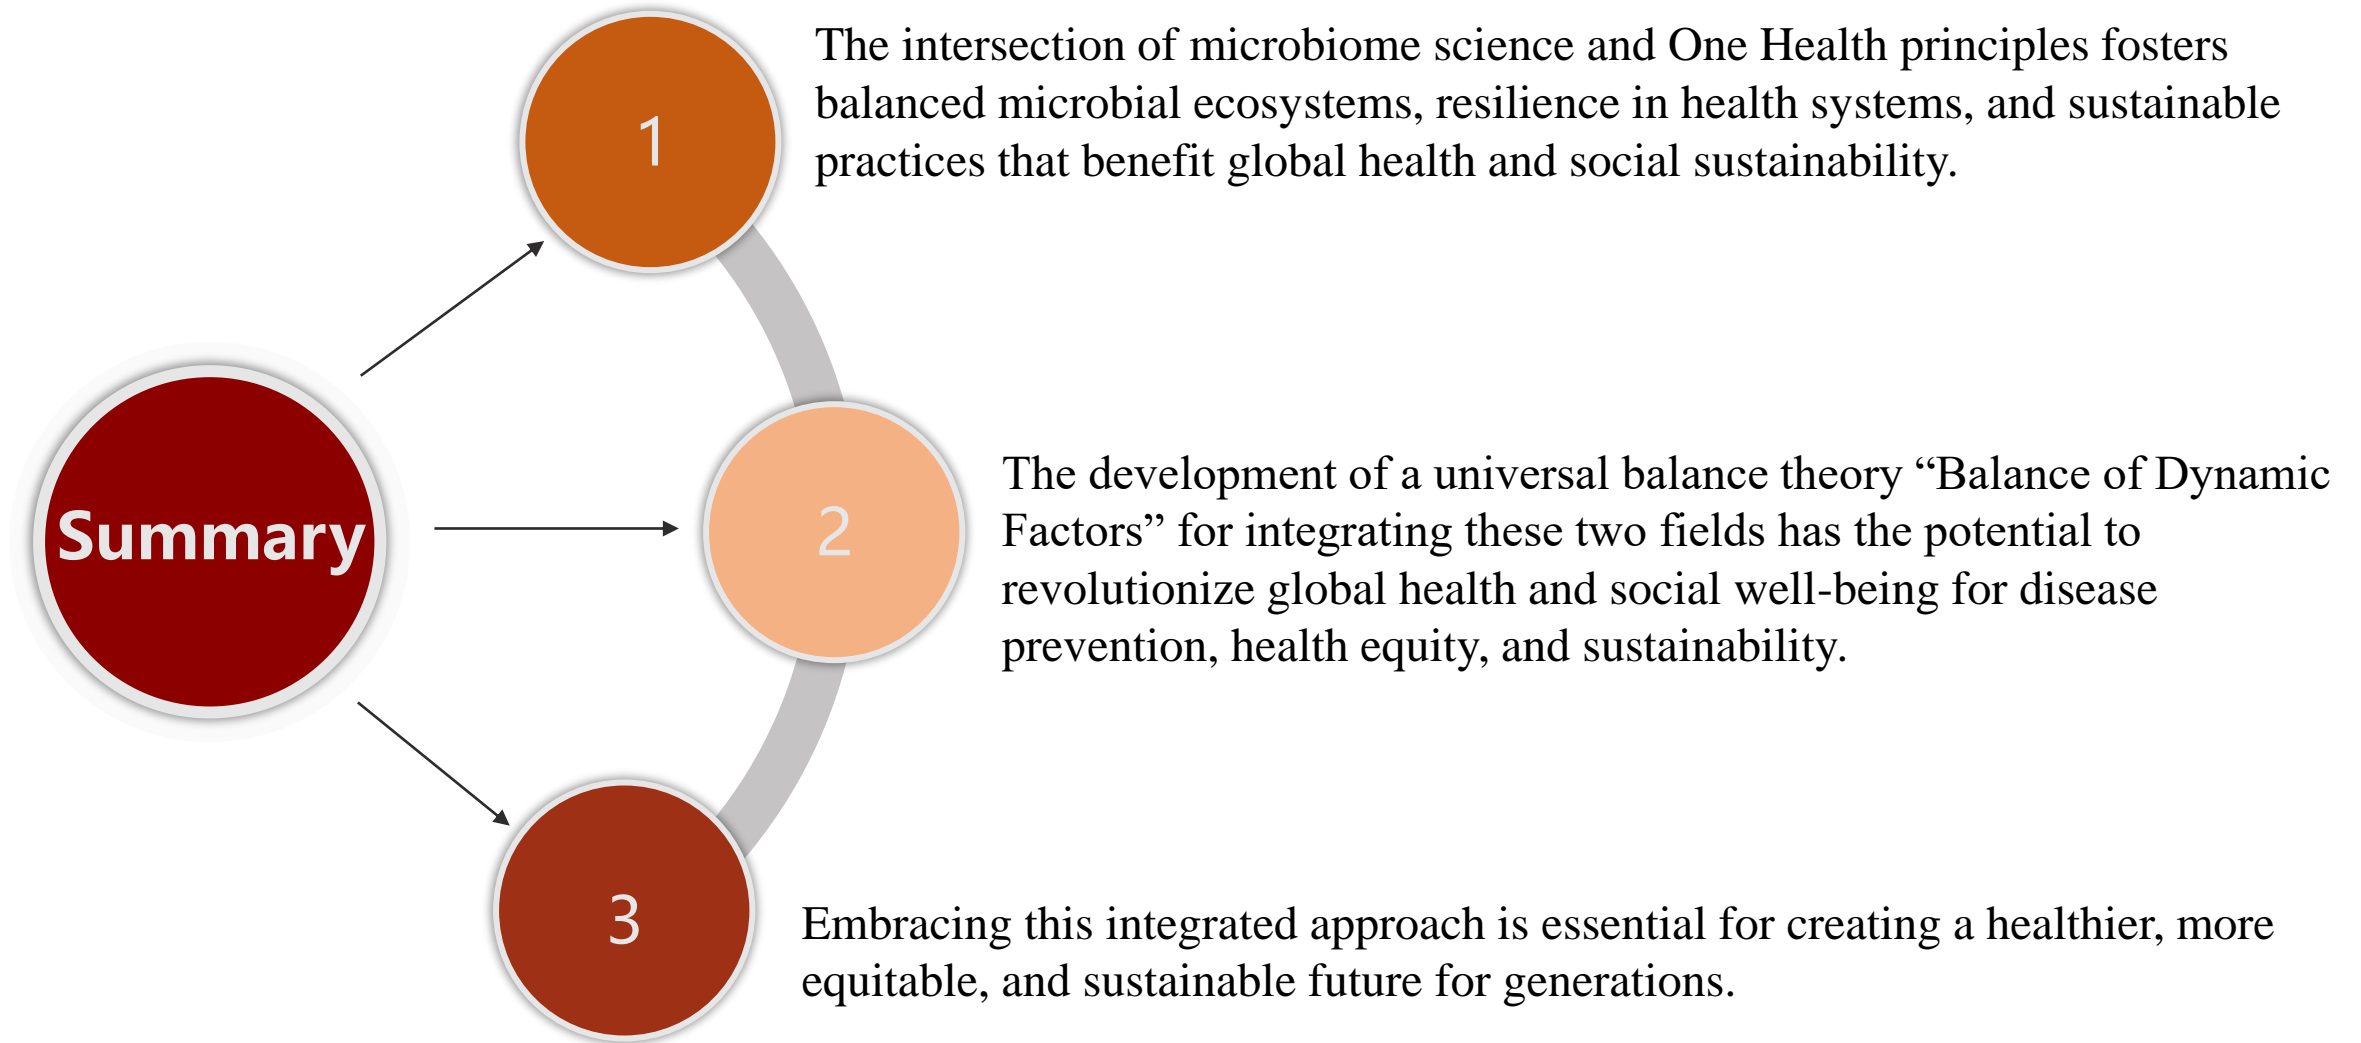 Summary
1
The intersection of microbiome science and One Health principles fosters
balanced microbial ecosystems, resilience in health systems, and sustainable
practices that benefit global health and social sustainability.
2
The development of a universal balance theory “Balance of Dynamic
Factors” for integrating these two fields has the potential to
revolutionize global health and social well-being for disease
prevention, health equity, and sustainability.
3
Embracing this integrated approach is essential for creating a healthier, more
equitable, and sustainable future for generations.